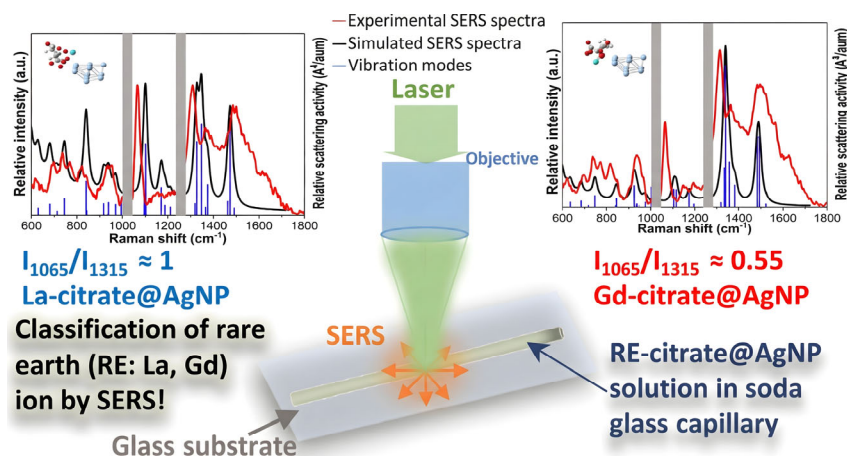 Experimental SERS spectra
Simulated SERS spectra
Vibration modes
Relative intensity (a.u.)
Relative scattering activity (A⁴/aum)
600 800 1000 1200 1400 1600 1800
Raman shift (cm⁻¹)
I₁₀₆₅/I₁₃₁₅ ≈ 1
La-citrate@AgNP
Classification of rare
earth (RE: La, Gd)
ion by SERS!
Laser
Objective
SERS
Glass substrate
Relative intensity (a.u.)
Relative scattering activity (A⁴/aum)
600 800 1000 1200 1400 1600 1800
Raman shift (cm⁻¹)
I₁₀₆₅/I₁₃₁₅ ≈ 0.55
Gd-citrate@AgNP
RE-citrate@AgNP
solution in soda
glass capillary